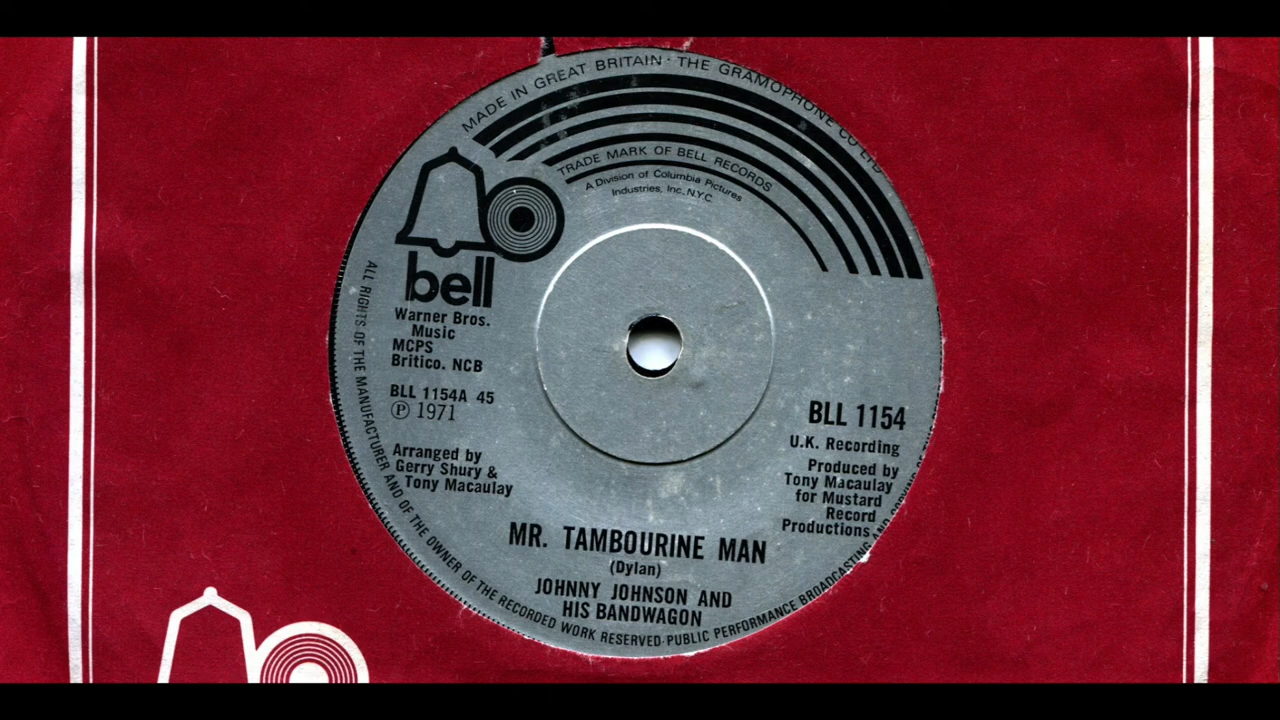 MADE IN GREAT BRITAIN · THE GRAMOPHONE CO LTD
TRADE MARK OF BELL RECORDS
A Division of Columbia Pictures
Industries, Inc., N.Y.C
bell
Warner Bros.
Music
MCPS
Britico. NCB
BLL 1154A 45
Ⓟ 1971
Arranged by
Gerry Shury &
Tony Macaulay
BLL 1154
U.K. Recording
Produced by
Tony Macaulay
for Mustard
Record
Productions.
MR. TAMBOURINE MAN
(Dylan)
JOHNNY JOHNSON AND
HIS BANDWAGON
ALL RIGHTS OF THE MANUFACTURER AND OF THE OWNER OF THE RECORDED WORK RESERVED · PUBLIC PERFORMANCE BROADCASTING AND COPYING OF